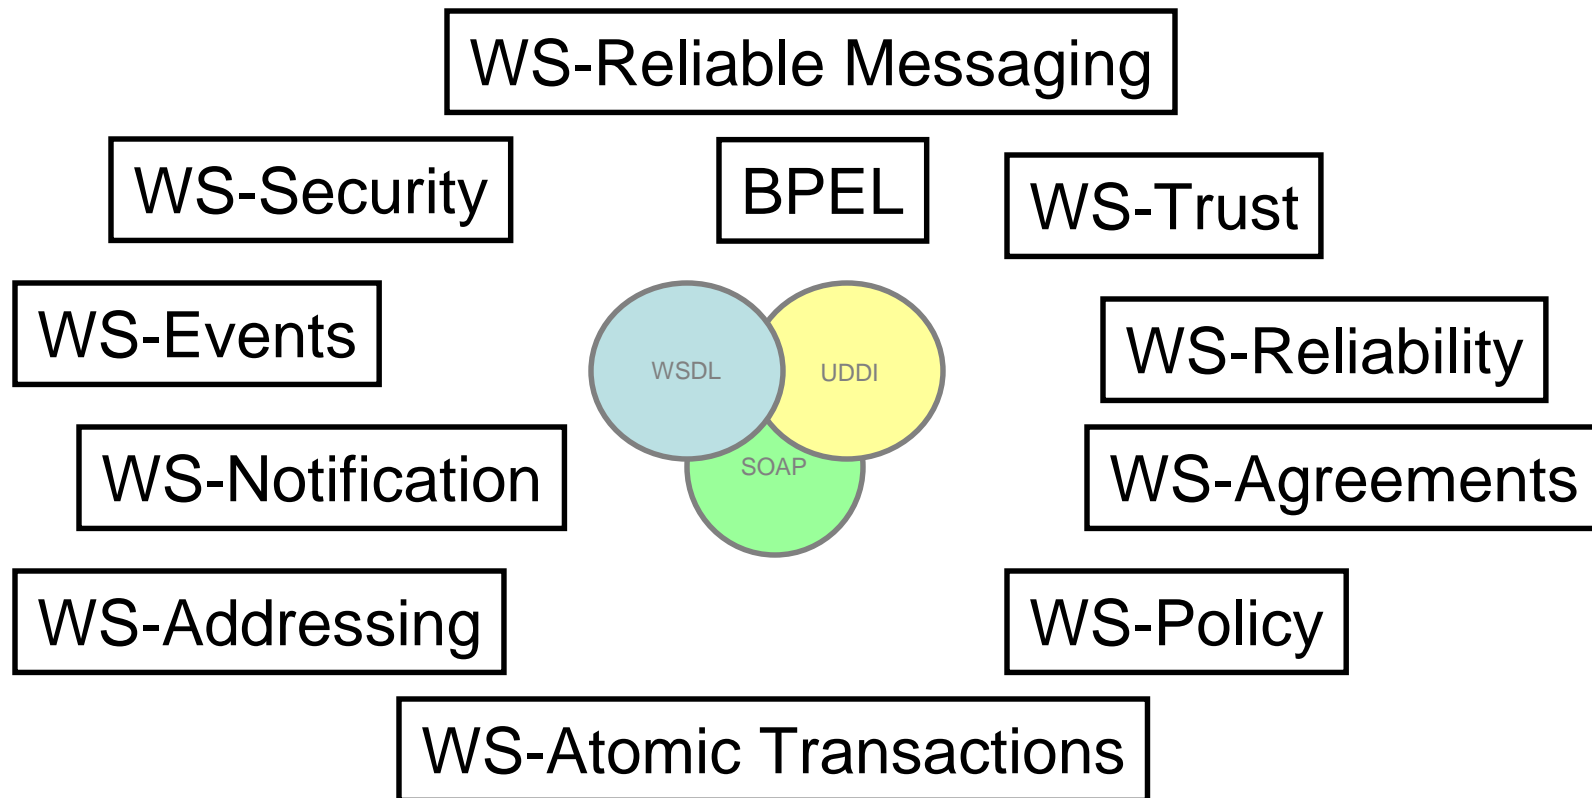 WS-Reliable Messaging
WS-Security
BPEL
WS-Trust
WS-Events
WS-Reliability
WSDL
UDDI
WS-Notification
SOAP
WS-Agreements
WS-Addressing
WS-Policy
WS-Atomic Transactions